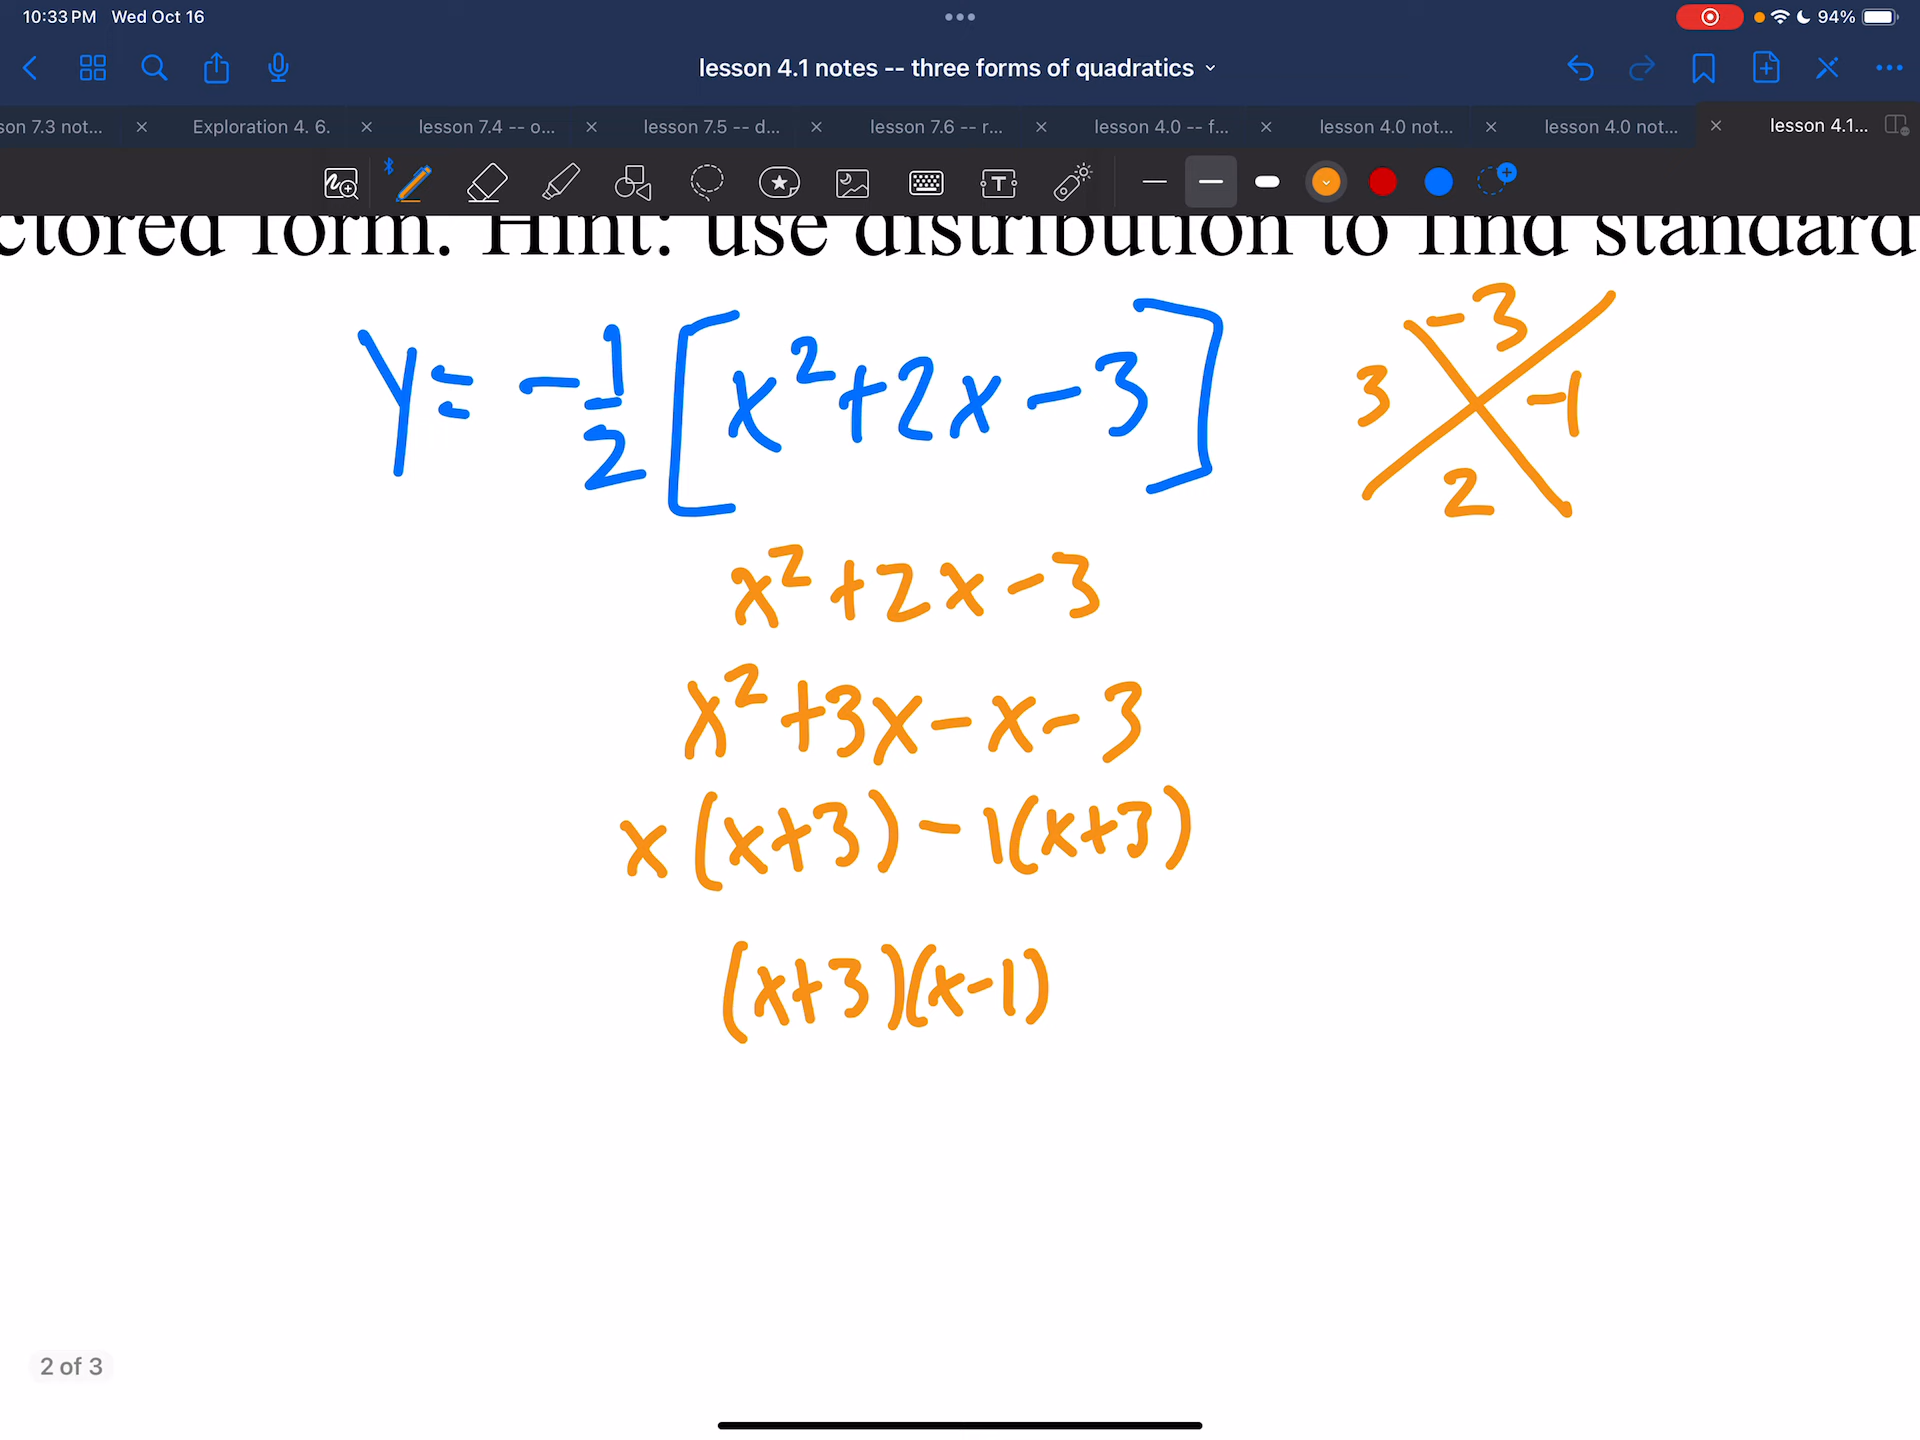 10:33 PM Wed Oct 16
94%
lesson 4.1 notes -- three forms of quadratics
son 7.3 not... Exploration 4. 6. lesson 7.4 -- o... lesson 7.5 -- d... lesson 7.6 -- r... lesson 4.0 -- f... lesson 4.0 not... lesson 4.0 not... lesson 4.1...
ctored form. Hint: use distribution to find standard
y = -1/2 [x² + 2x - 3]
-3
3 -1
2
x² + 2x - 3
x² + 3x - x - 3
x(x+3) - 1(x+3)
(x+3)(x-1)
2 of 3